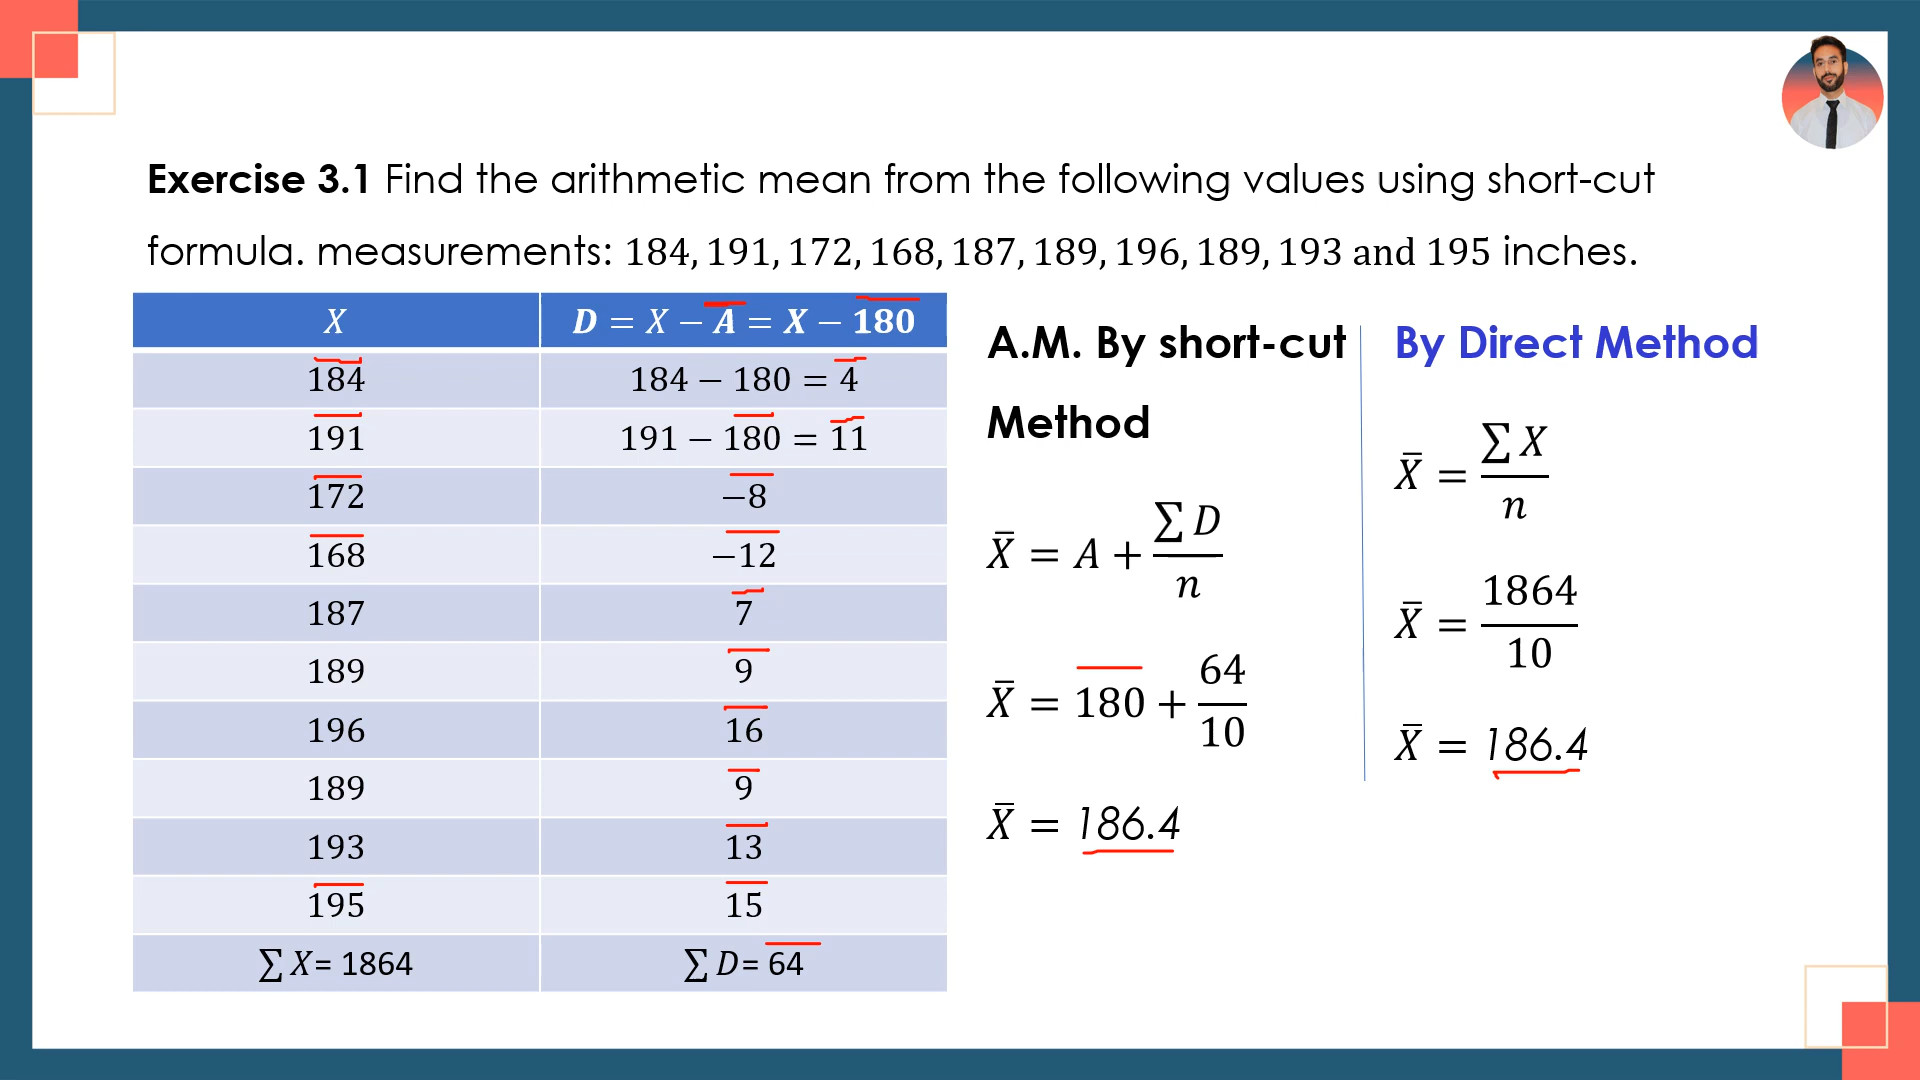 Exercise 3.1 Find the arithmetic mean from the following values using short-cut
formula. measurements: 184, 191, 172, 168, 187, 189, 196, 189, 193 and 195 inches.
X D = X − A = X − 180
184 184 − 180 = 4
191 191 − 180 = 11
172 −8
168 −12
187 7
189 9
196 16
189 9
193 13
195 15
∑ X= 1864 ∑ D= 64
A.M. By short-cut
Method
X̄ = A + ∑ D / n
X̄ = 180 + 64 / 10
X̄ = 186.4
By Direct Method
X̄ = ∑ X / n
X̄ = 1864 / 10
X̄ = 186.4